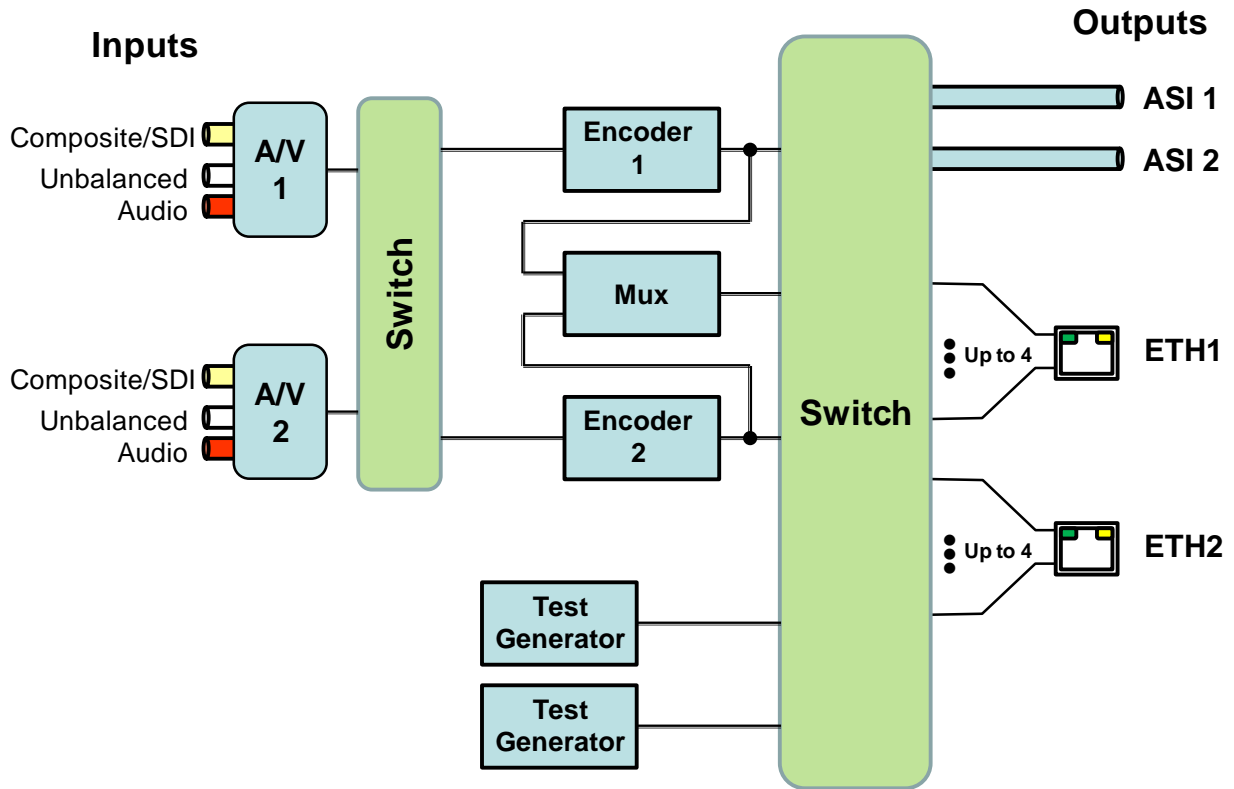 Inputs
Outputs
Composite/SDI
Unbalanced
Audio
A/V
1
Composite/SDI
Unbalanced
Audio
A/V
2
Switch
Encoder
1
Mux
Encoder
2
Test
Generator
Test
Generator
Switch
ASI 1
ASI 2
Up to 4
ETH1
Up to 4
ETH2